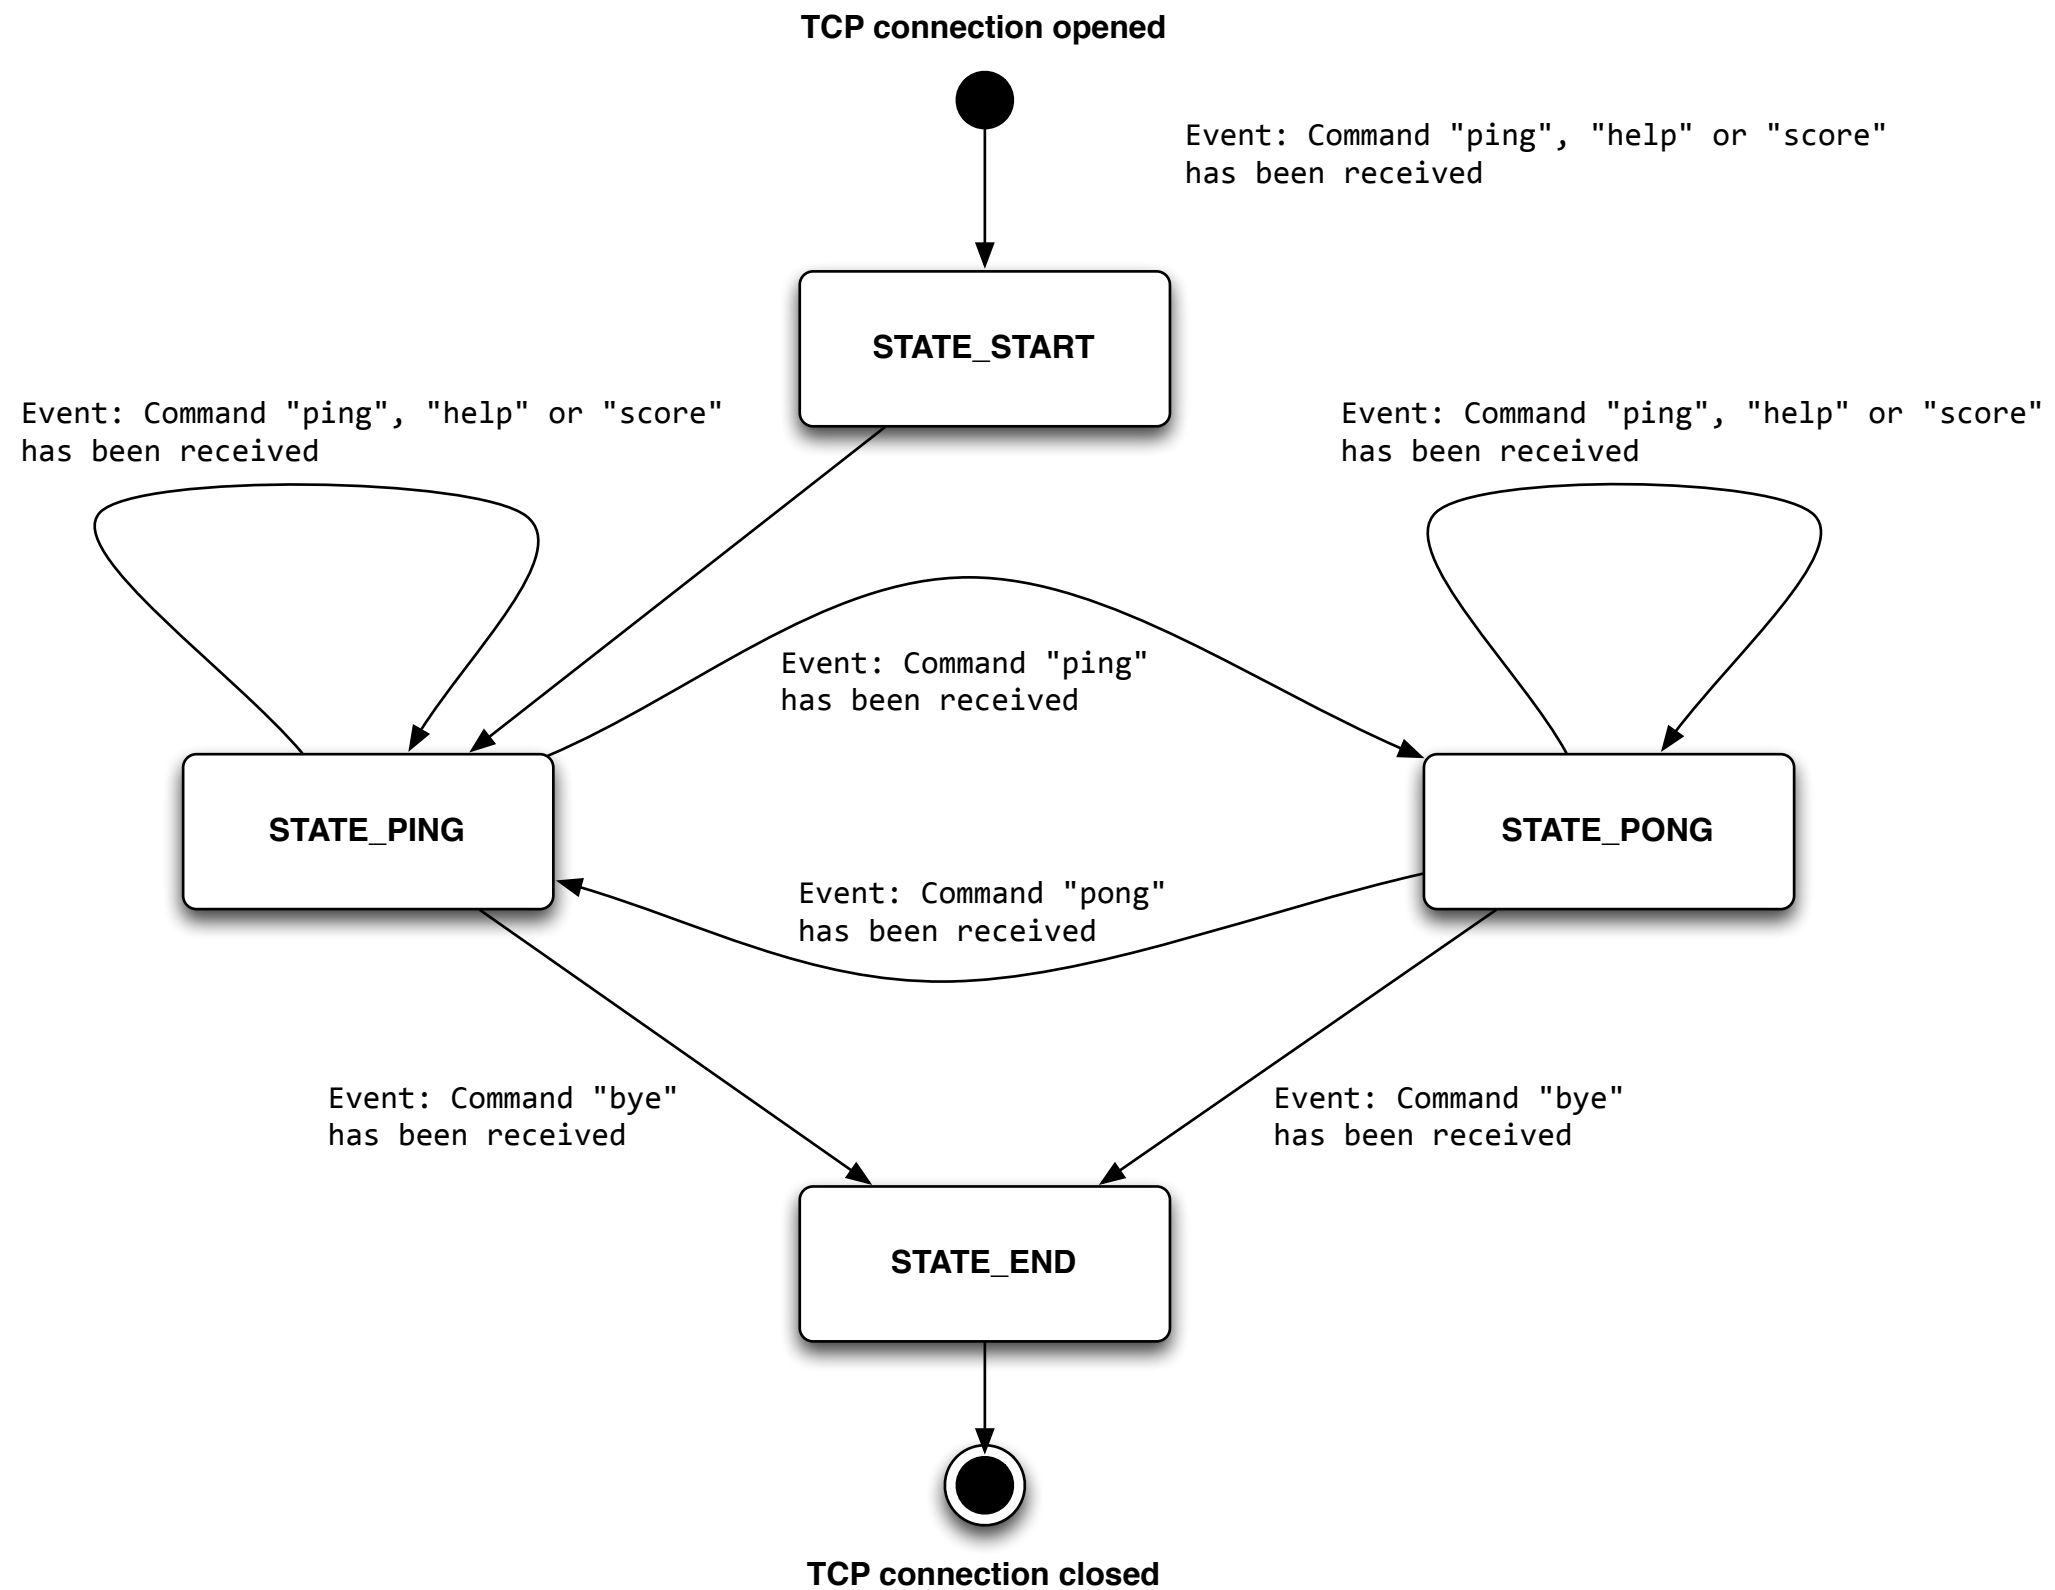 TCP connection opened
Event: Command "ping", "help" or "score"
has been received
STATE_START
Event: Command "ping", "help" or "score"
has been received
Event: Command "ping", "help" or "score"
has been received
Event: Command "ping"
has been received
STATE_PING
STATE_PONG
Event: Command "pong"
has been received
Event: Command "bye"
has been received
Event: Command "bye"
has been received
STATE_END
TCP connection closed